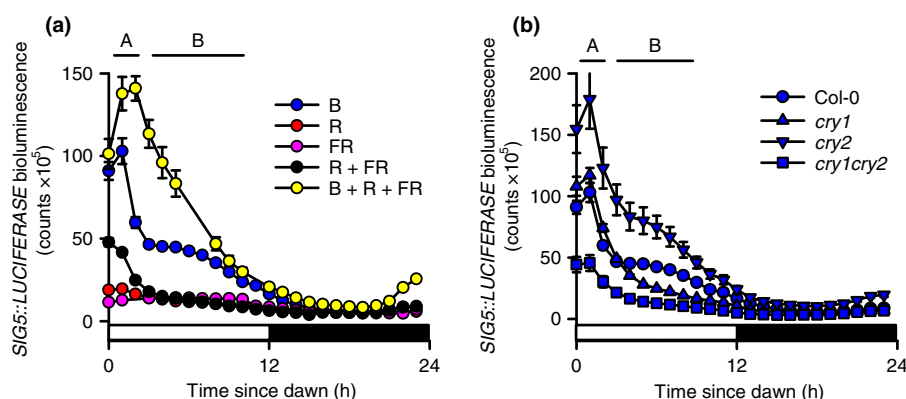 (a)
A
B
SIG5::LUCIFERASE bioluminescence
(counts ×10⁵)
150
100
50
0
B
R
FR
R + FR
B + R + FR
0
12
24
Time since dawn (h)
(b)
A
B
SIG5::LUCIFERASE bioluminescence
(counts ×10⁵)
200
150
100
50
0
Col-0
cry1
cry2
cry1cry2
0
12
24
Time since dawn (h)